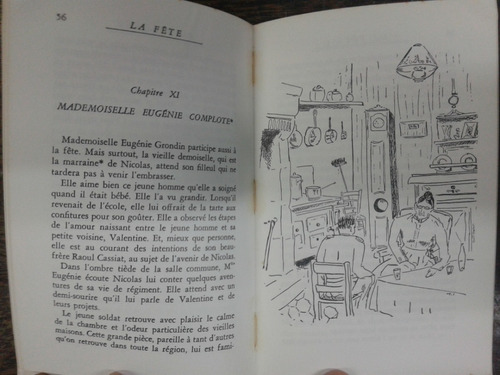 56
LA FÊTE
Chapitre XI
MADEMOISELLE EUGÉNIE COMPLOTE*
Mademoiselle Eugénie Grondin participe aussi à
la fête. Mais surtout, la vieille demoiselle, qui est
la marraine* de Nicolas, attend son filleul qui ne
tardera pas à venir l'embrasser.
Elle aime bien ce jeune homme qu'elle a soigné
quand il était bébé. Elle l'a vu grandir. Lorsqu'il
revenait de l'école, elle lui offrait de la tarte aux
confitures pour son goûter. Elle a observé les étapes
de l'amour naissant entre le jeune homme et sa
petite voisine, Valentine. Et, mieux que personne,
elle est au courant des intentions de son beau-
frère Raoul Cassiat, au sujet de l'avenir de Nicolas.
Dans l'ombre tiède de la salle commune, Mlle
Eugénie écoute Nicolas lui conter quelques aven-
tures de sa vie de régiment. Elle attend avec un
demi-sourire qu'il lui parle de Valentine et de
leurs projets.
Le jeune soldat retrouve avec plaisir le calme
de la chambre et l'odeur particulière des vieilles
maisons. Cette grande pièce, pareille à tant d'autres
qu'on retrouve dans toute la région, lui est fami-